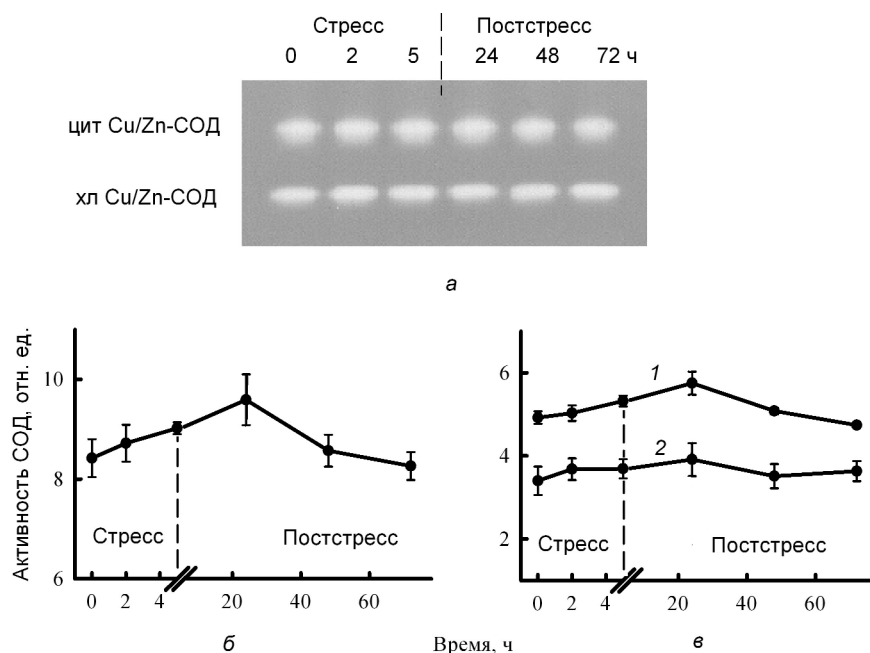 Стресс Постстресс
0 2 5 24 48 72 ч
цит Cu/Zn-СОД
хл Cu/Zn-СОД
а
Активность СОД, отн. ед.
10
8
6
Стресс Постстресс
0 2 4 20 40 60
б
6
4
2
1
2
Стресс Постстресс
0 2 4 20 40 60
в
Время, ч